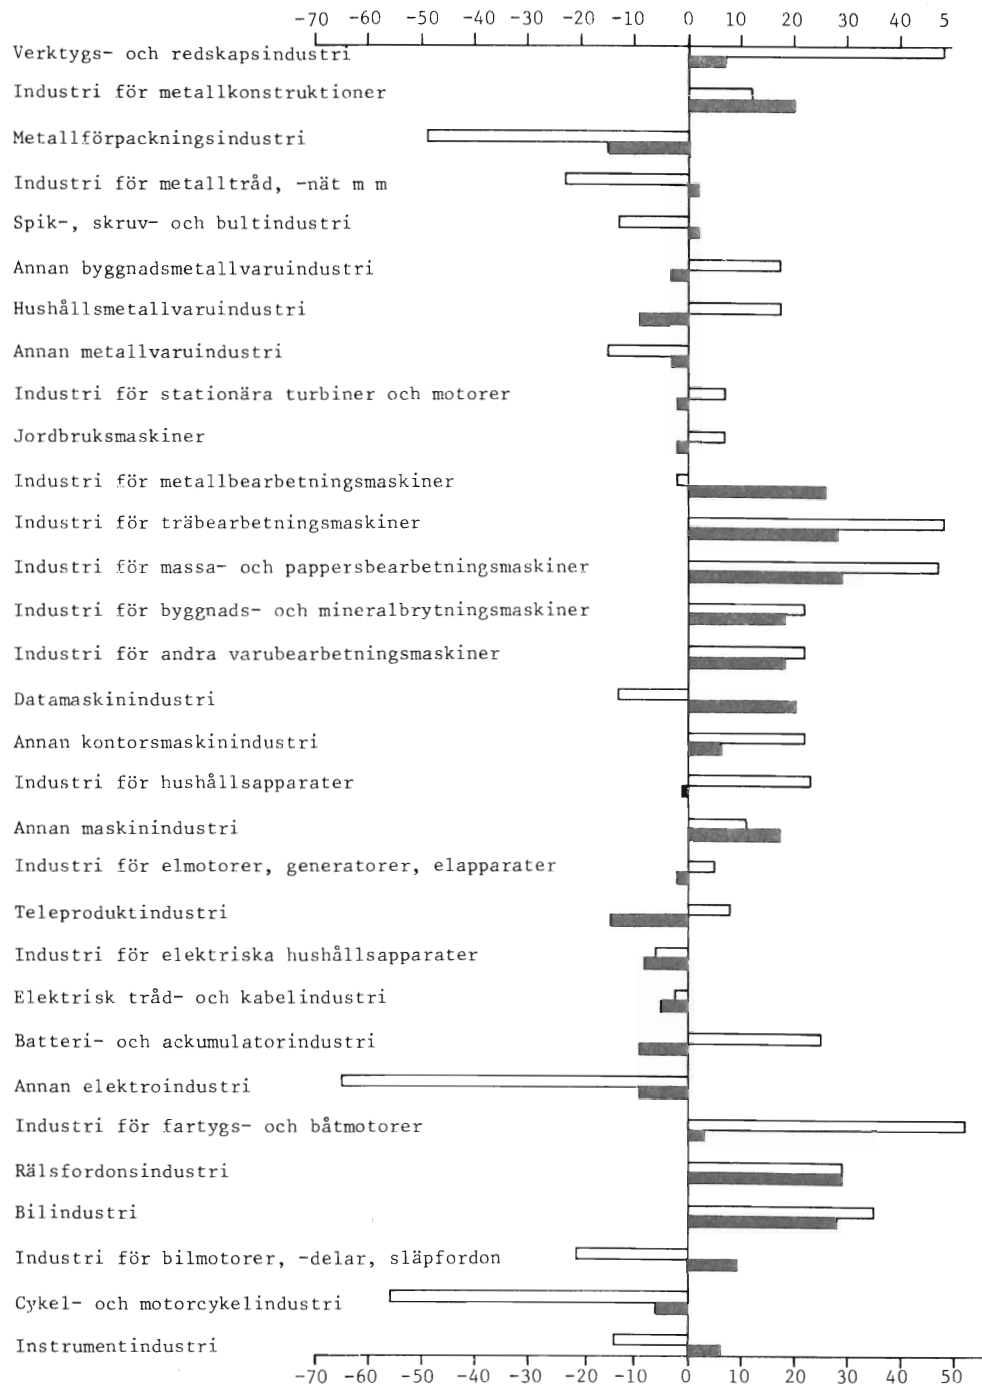 -70 -60 -50 -40 -30 -20 -10 0 10 20 30 40 5
Verktygs- och redskapsindustri
Industri för metallkonstruktioner
Metallförpackningsindustri
Industri för metalltråd, -nät m m
Spik-, skruv- och bultindustri
Annan byggnadsmetallvaruindustri
Hushållsmetallvaruindustri
Annan metallvaruindustri
Industri för stationära turbiner och motorer
Jordbruksmaskiner
Industri för metallbearbetningsmaskiner
Industri för träbearbetningsmaskiner
Industri för massa- och pappersbearbetningsmaskiner
Industri för byggnads- och mineralbrytningsmaskiner
Industri för andra varubearbetningsmaskiner
Datamaskinindustri
Annan kontorsmaskinindustri
Industri för hushållsapparater
Annan maskinindustri
Industri för elmotorer, generatorer, elapparater
Teleproduktindustri
Industri för elektriska hushållsapparater
Elektrisk tråd- och kabelindustri
Batteri- och ackumulatorindustri
Annan elektroindustri
Industri för fartygs- och båtmotorer
Rälsfordonsindustri
Bilindustri
Industri för bilmotorer, -delar, släpfordon
Cykel- och motorcykelindustri
Instrumentindustri
-70 -60 -50 -40 -30 -20 -10 0 10 20 30 40 50